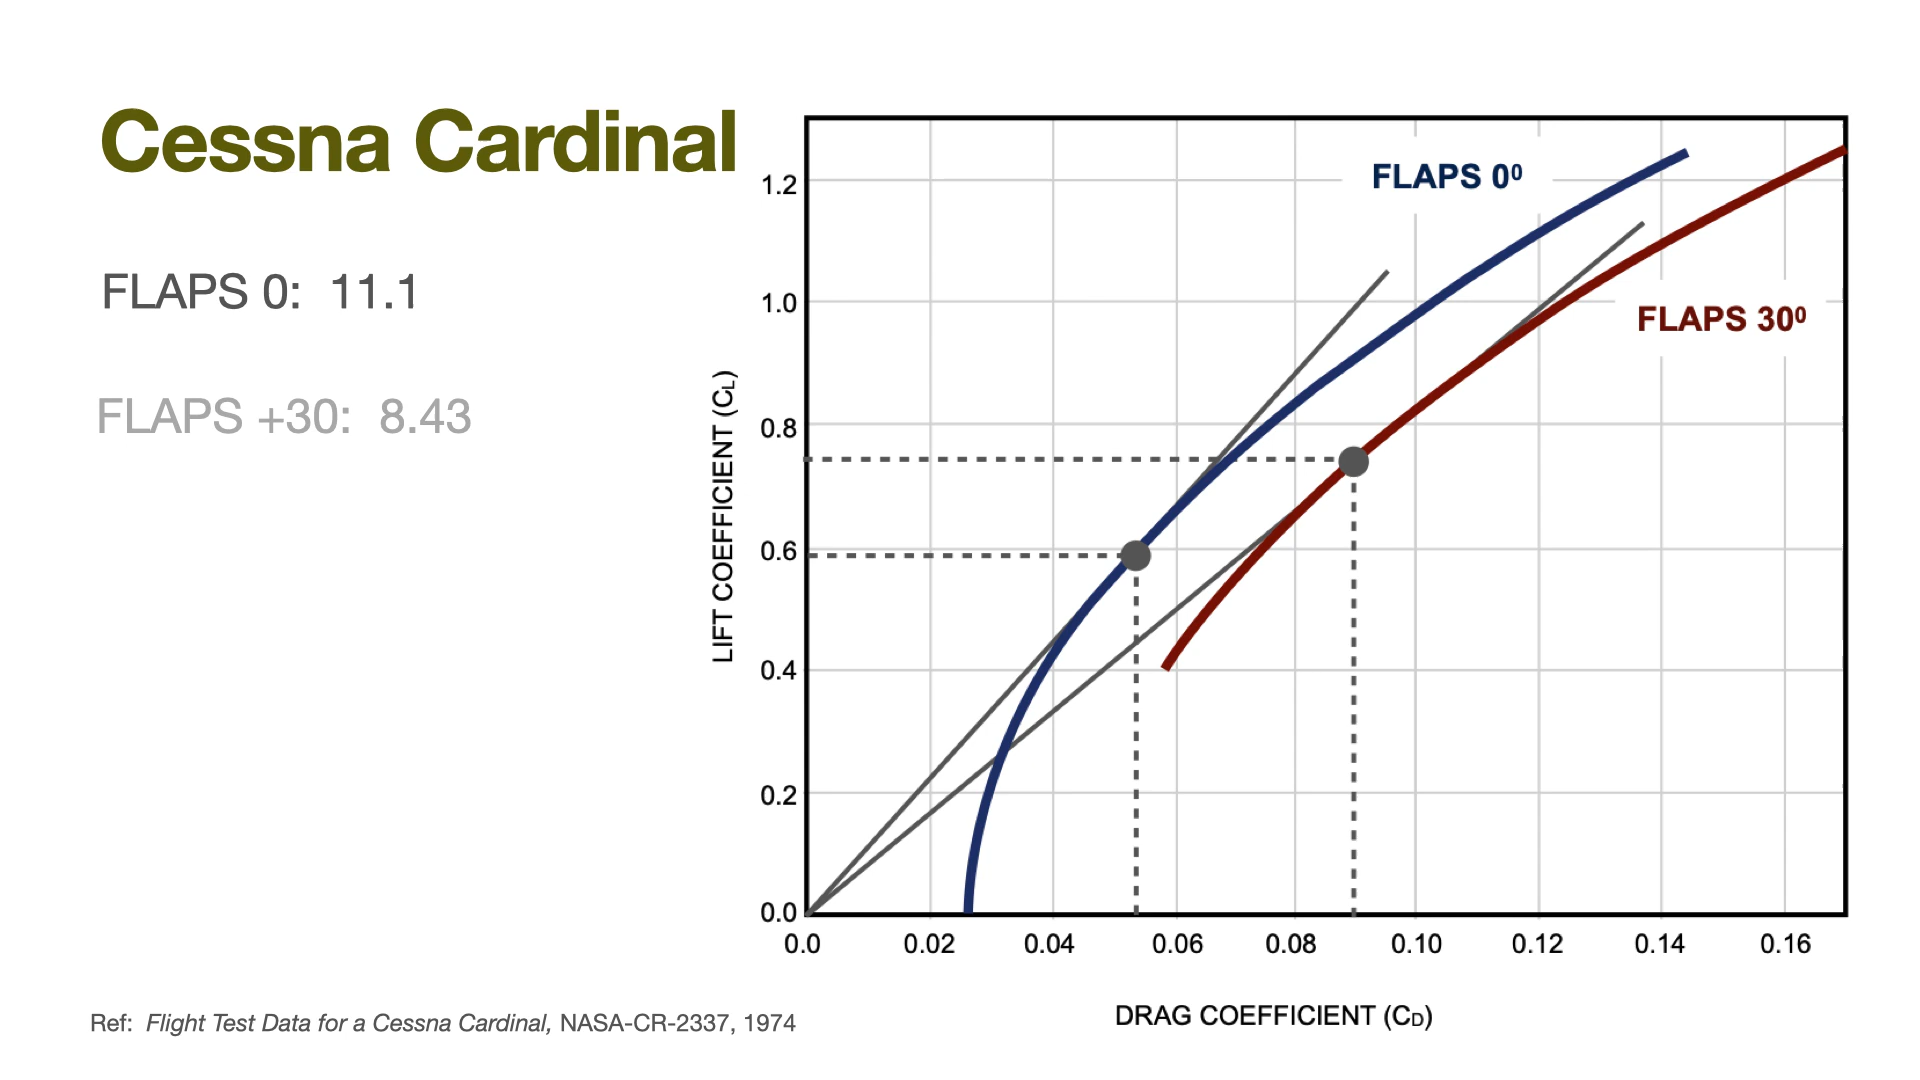 Cessna Cardinal
FLAPS 0: 11.1
FLAPS +30: 8.43
FLAPS 0⁰
FLAPS 30⁰
LIFT COEFFICIENT (CL)
1.2
1.0
0.8
0.6
0.4
0.2
0.0
0.0 0.02 0.04 0.06 0.08 0.10 0.12 0.14 0.16
DRAG COEFFICIENT (CD)
Ref: Flight Test Data for a Cessna Cardinal, NASA-CR-2337, 1974